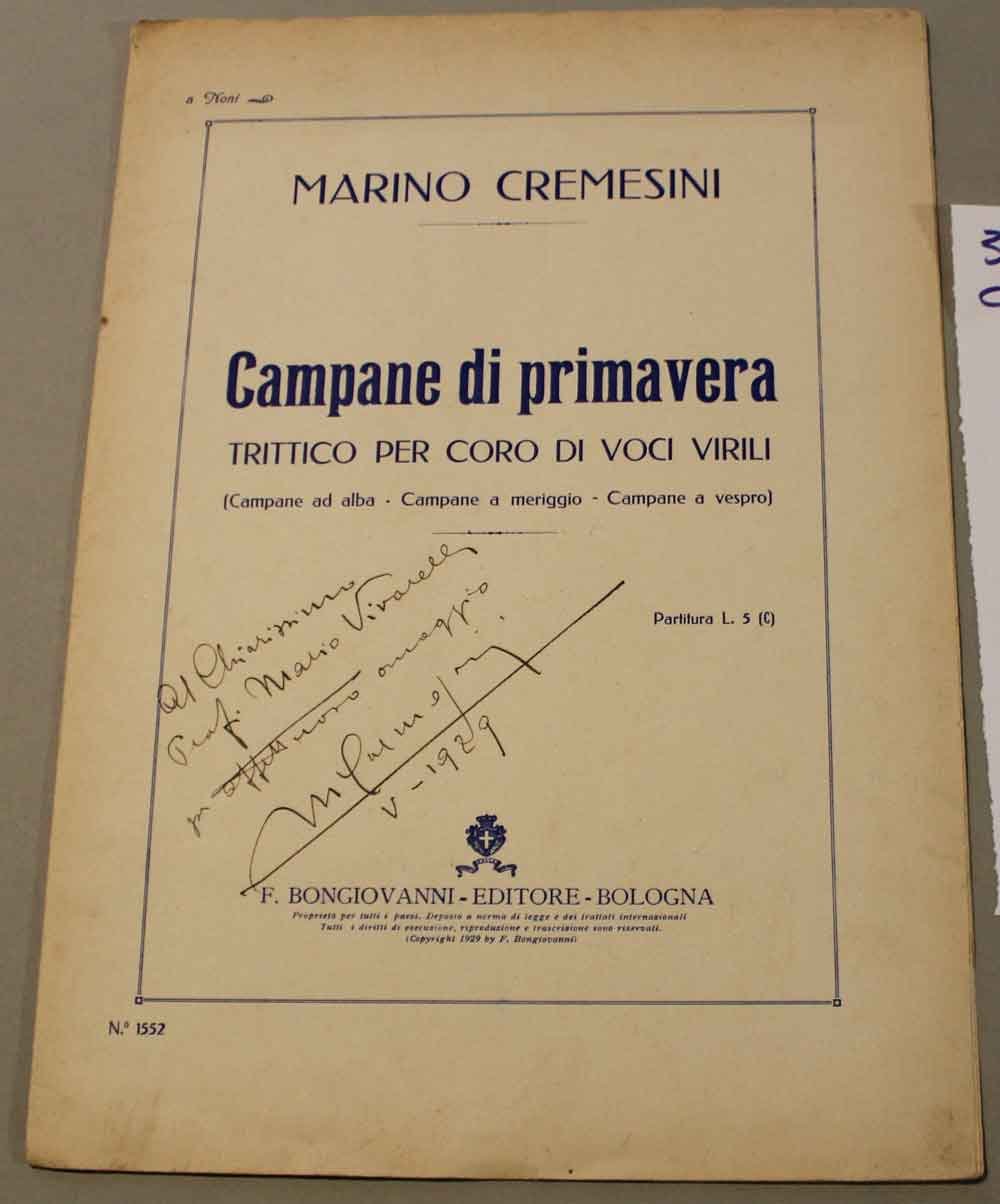 a Noni
MARINO CREMESINI
Campane di primavera
TRITTICO PER CORO DI VOCI VIRILI
(Campane ad alba - Campane a meriggio - Campane a vespro)
Partitura L. 5 (C)
Al Chiarissimo
Prof. Mario Vivarelli
in affettuoso omaggio
V - 1929
F. BONGIOVANNI - EDITORE - BOLOGNA
Proprietà per tutti i paesi. Deposto a norma di legge e dei trattati internazionali
Tutti i diritti di esecuzione, riproduzione e trascrizione sono riservati.
(Copyright 1929 by F. Bongiovanni)
N.º 1552